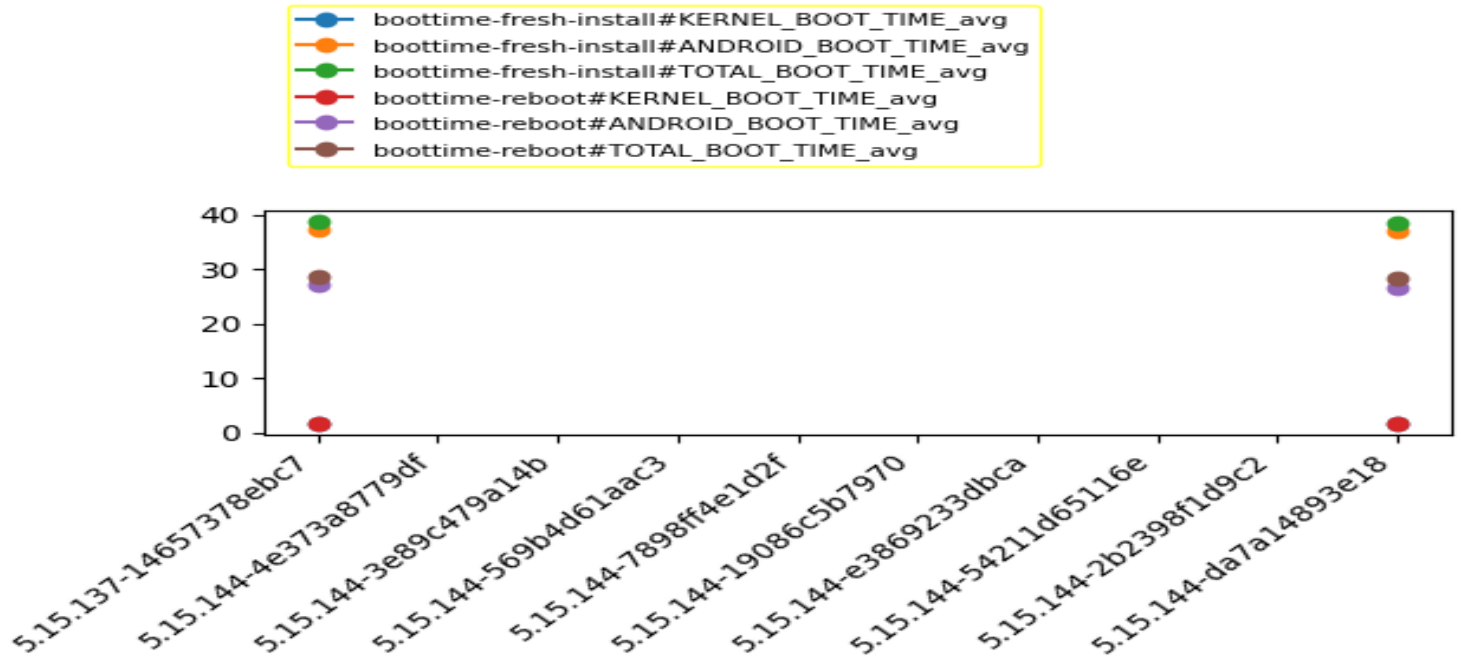 boottime-fresh-install#KERNEL_BOOT_TIME_avg
boottime-fresh-install#ANDROID_BOOT_TIME_avg
boottime-fresh-install#TOTAL_BOOT_TIME_avg
boottime-reboot#KERNEL_BOOT_TIME_avg
boottime-reboot#ANDROID_BOOT_TIME_avg
boottime-reboot#TOTAL_BOOT_TIME_avg
40
30
20
10
0
5.15.137-14657378ebc7
5.15.144-4e373a8779df
5.15.144-3e89c479a14b
5.15.144-569b4d61aac3
5.15.144-7898ff4e1d2f
5.15.144-19086c5b7970
5.15.144-e3869233dbca
5.15.144-54211d65116e
5.15.144-2b2398f1d9c2
5.15.144-da7a14893e18